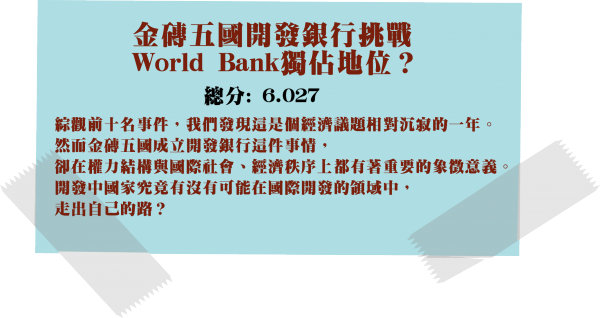 金磚五國開發銀行挑戰
World Bank獨佔地位？
總分: 6.027
綜觀前十名事件，我們發現這是個經濟議題相對沉寂的一年。
然而金磚五國成立開發銀行這件事情，
卻在權力結構與國際社會、經濟秩序上都有著重要的象徵意義。
開發中國家究竟有沒有可能在國際開發的領域中，
走出自己的路？